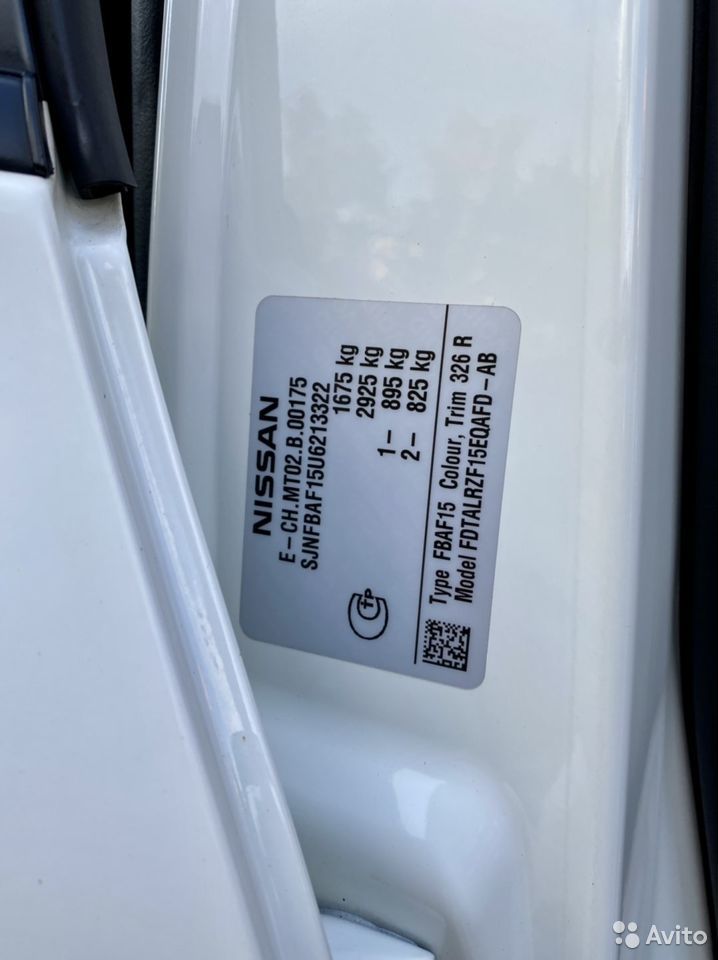 NISSAN
E-CH.MT02.B.00175
SJNFBAF15U6213322
1675 kg
2925 kg
1- 895 kg
2- 825 kg
Type FBAF15 Colour, Trim 326 R
Model FDTALRZF15EQAFD-AB
Avito